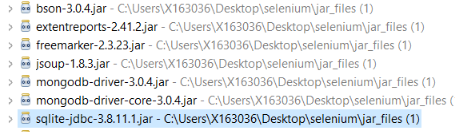 bson-3.0.4.jar - C:\Users\X163036\Desktop\selenium\jar_files (1)
extentreports-2.41.2.jar - C:\Users\X163036\Desktop\selenium\jar_files (1)
freemarker-2.3.23.jar - C:\Users\X163036\Desktop\selenium\jar_files (1)
jsoup-1.8.3.jar - C:\Users\X163036\Desktop\selenium\jar_files (1)
mongodb-driver-3.0.4.jar - C:\Users\X163036\Desktop\selenium\jar_files (1)
mongodb-driver-core-3.0.4.jar - C:\Users\X163036\Desktop\selenium\jar_files (1)
sqlite-jdbc-3.8.11.1.jar - C:\Users\X163036\Desktop\selenium\jar_files (1)